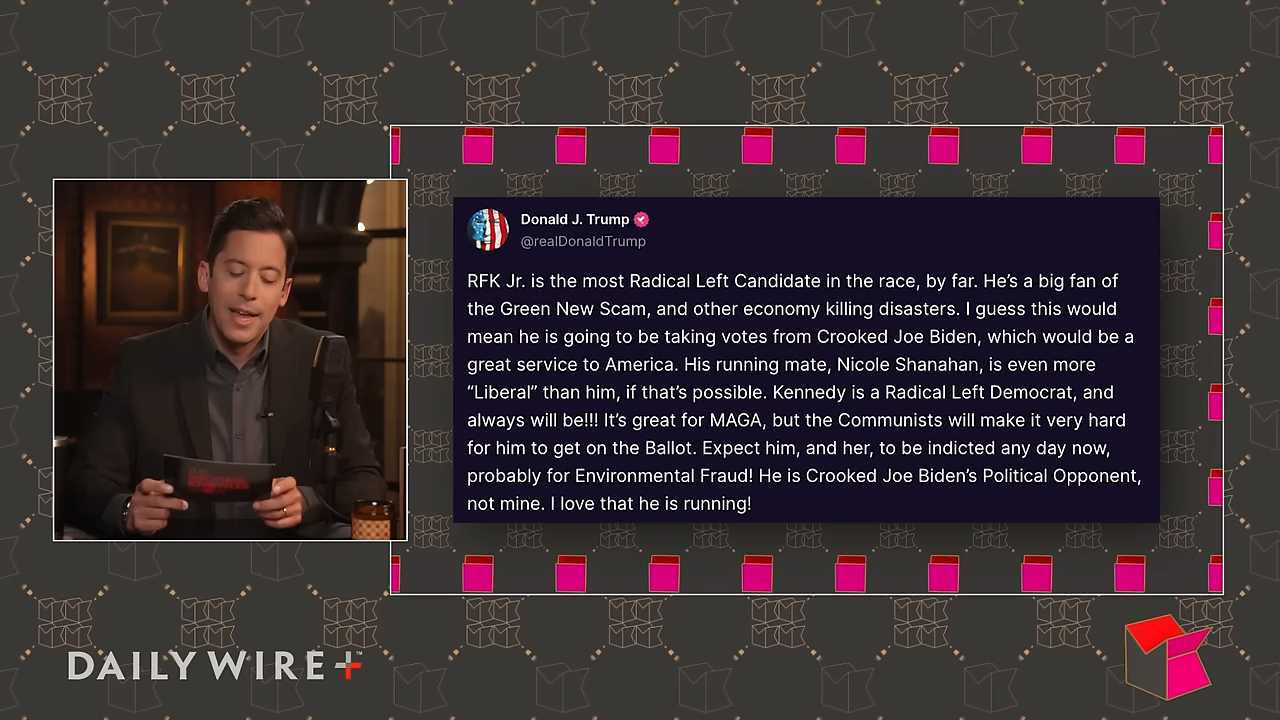 Donald J. Trump
@realDonaldTrump
RFK Jr. is the most Radical Left Candidate in the race, by far. He’s a big fan of
the Green New Scam, and other economy killing disasters. I guess this would
mean he is going to be taking votes from Crooked Joe Biden, which would be a
great service to America. His running mate, Nicole Shanahan, is even more
“Liberal” than him, if that’s possible. Kennedy is a Radical Left Democrat, and
always will be!!! It’s great for MAGA, but the Communists will make it very hard
for him to get on the Ballot. Expect him, and her, to be indicted any day now,
probably for Environmental Fraud! He is Crooked Joe Biden’s Political Opponent,
not mine. I love that he is running!
DAILY WIRE+™